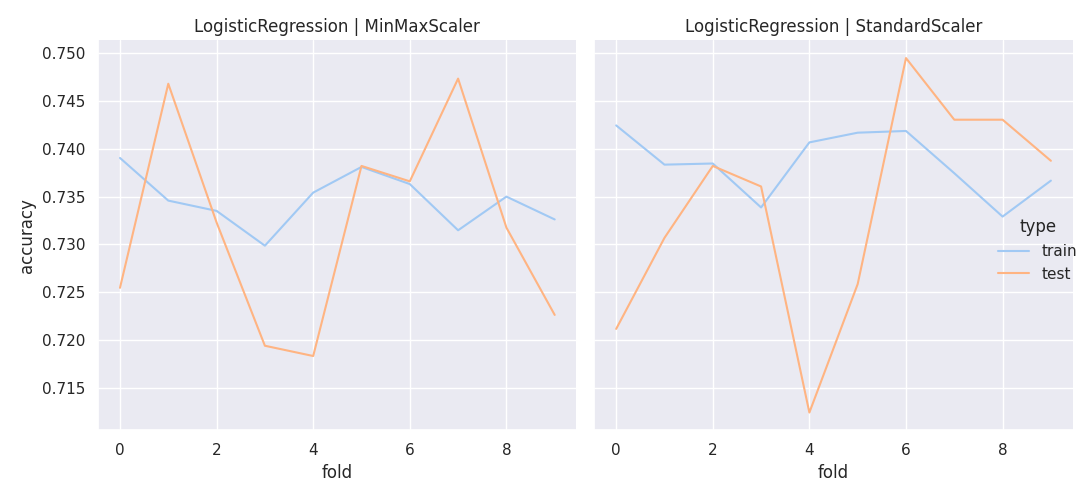 LogisticRegression | MinMaxScaler
LogisticRegression | StandardScaler
0.750
0.745
0.740
0.735
0.730
0.725
0.720
0.715
accuracy
type
train
test
0 2 4 6 8
0 2 4 6 8
fold
fold